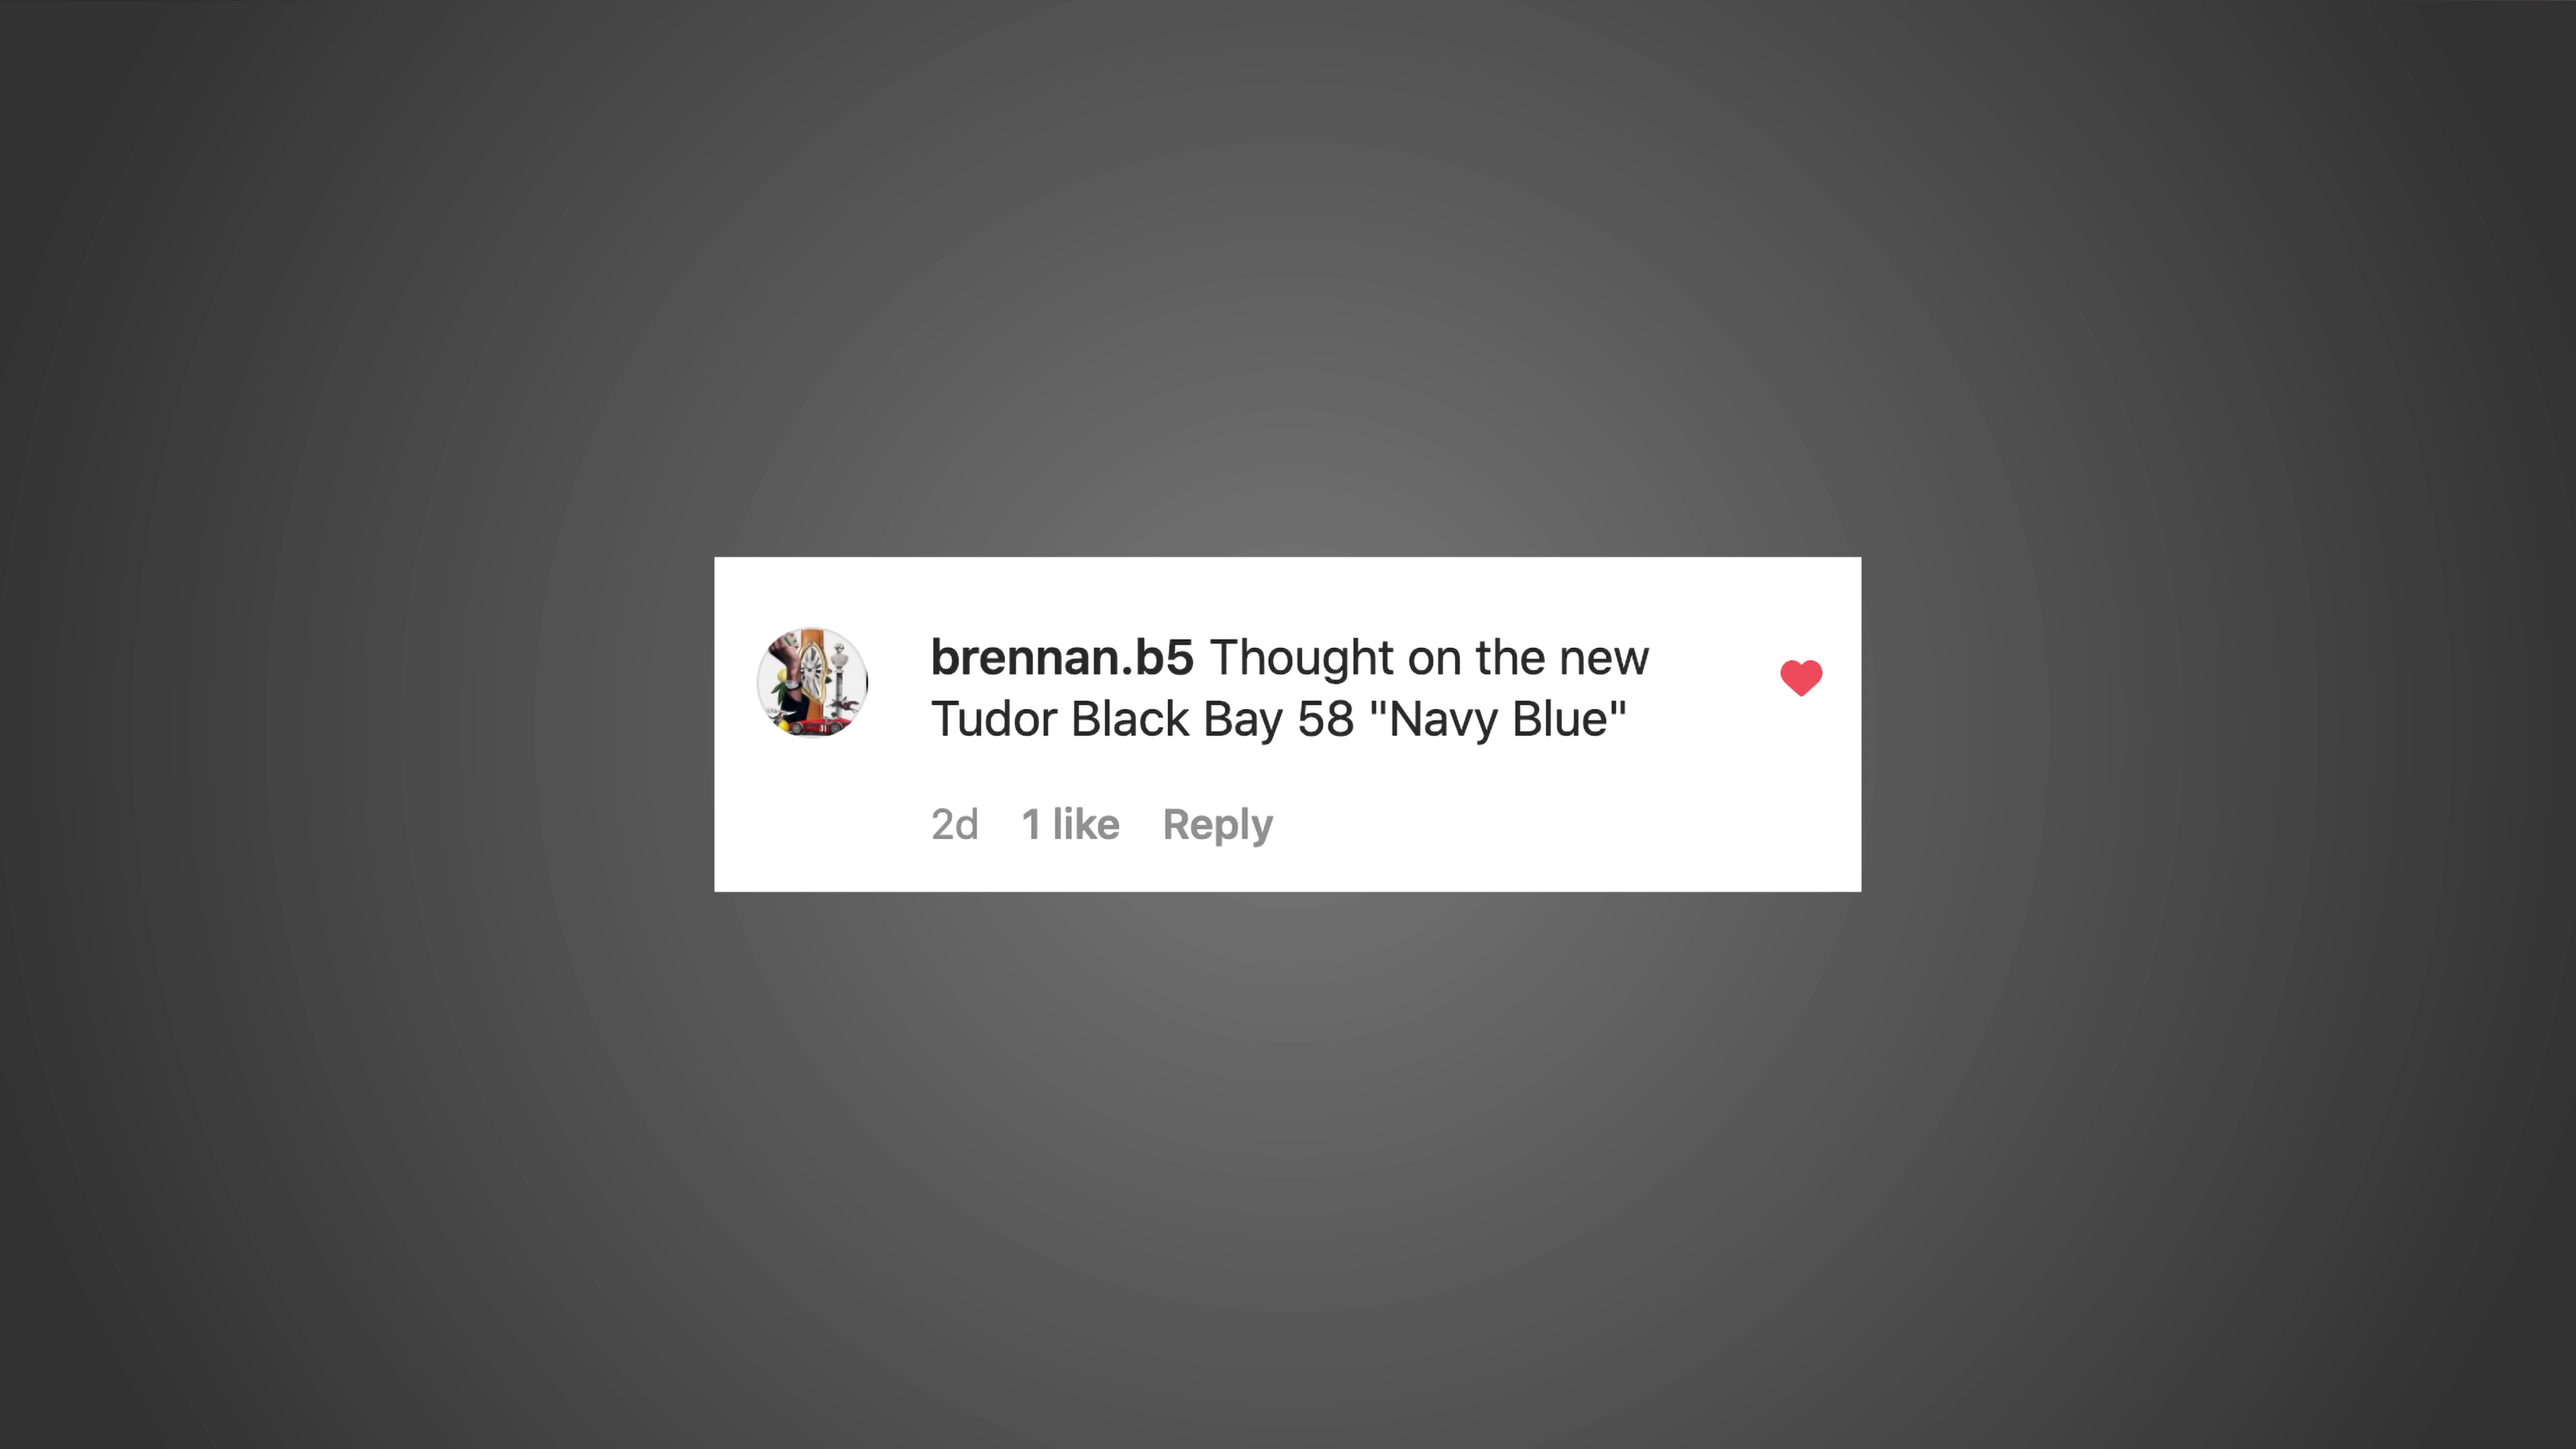 brennan.b5 Thought on the new
Tudor Black Bay 58 "Navy Blue"
2d 1 like Reply